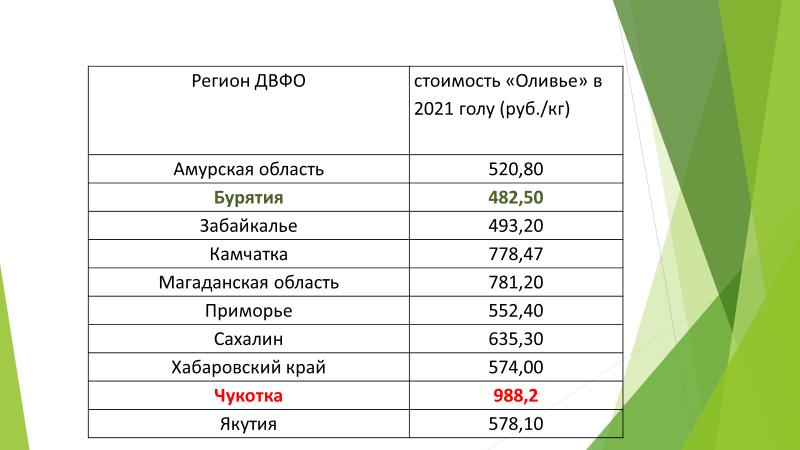 Регион ДВФО
стоимость «Оливье» в
2021 голу (руб./кг)
Амурская область 520,80
Бурятия 482,50
Забайкалье 493,20
Камчатка 778,47
Магаданская область 781,20
Приморье 552,40
Сахалин 635,30
Хабаровский край 574,00
Чукотка 988,2
Якутия 578,10